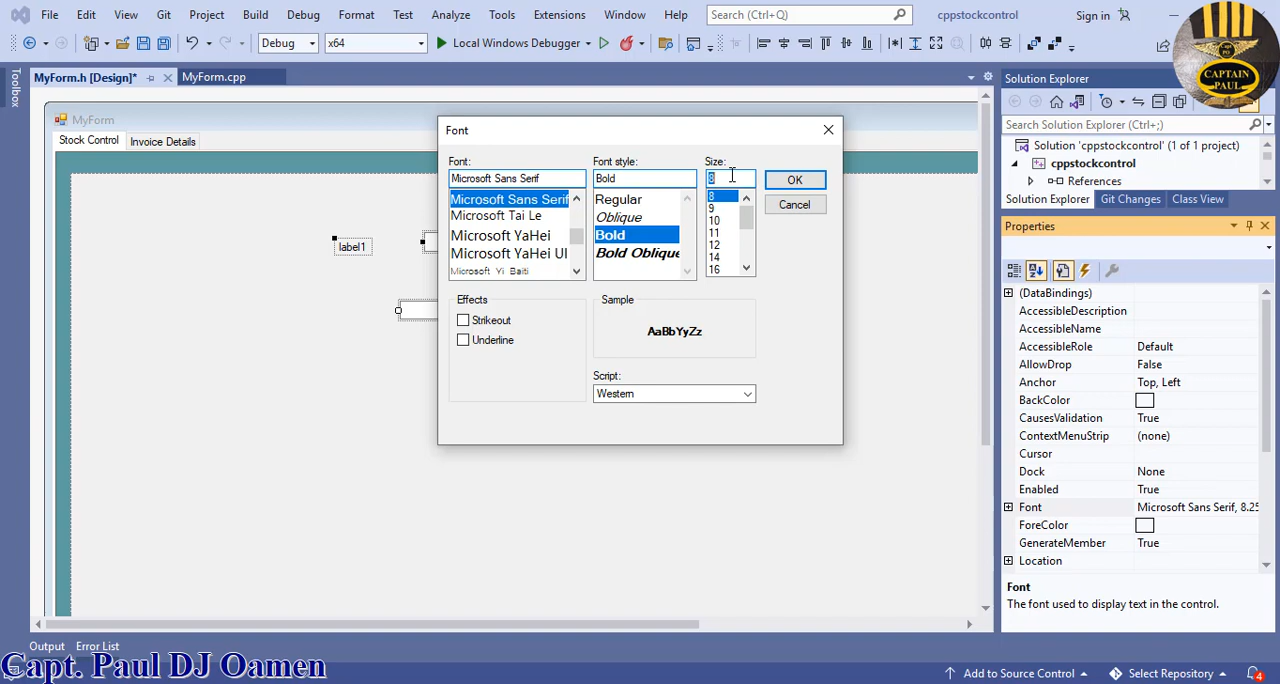 File Edit View Git Project Build Debug Format Test Analyze Tools Extensions Window Help Search (Ctrl+Q) cppstockcontrol Sign in
Debug x64 Local Windows Debugger
MyForm.h [Design]* MyForm.cpp
Toolbox
MyForm
Stock Control Invoice Details
label1
Font
Font: Font style: Size:
Microsoft Sans Serif Bold 8 OK
Microsoft Sans Serif Regular 8 Cancel
Microsoft Tai Le Oblique 9
Microsoft YaHei Bold 10
Microsoft YaHei UI Bold Oblique 11
Microsoft Yi Baiti 12
14
16
Effects Sample
Strikeout AaBbYyZz
Underline
Script:
Western
CAPTAIN
PAUL
Solution Explorer
Search Solution Explorer (Ctrl+;)
Solution 'cppstockcontrol' (1 of 1 project)
cppstockcontrol
References
Solution Explorer Git Changes Class View
Properties
(DataBindings)
AccessibleDescription
AccessibleName
AccessibleRole Default
AllowDrop False
Anchor Top, Left
BackColor
CausesValidation True
ContextMenuStrip (none)
Cursor
Dock None
Enabled True
Font Microsoft Sans Serif, 8.25
ForeColor
GenerateMember True
Location
Font
The font used to display text in the control.
Output Error List
Capt. Paul DJ Oamen
Add to Source Control Select Repository 4